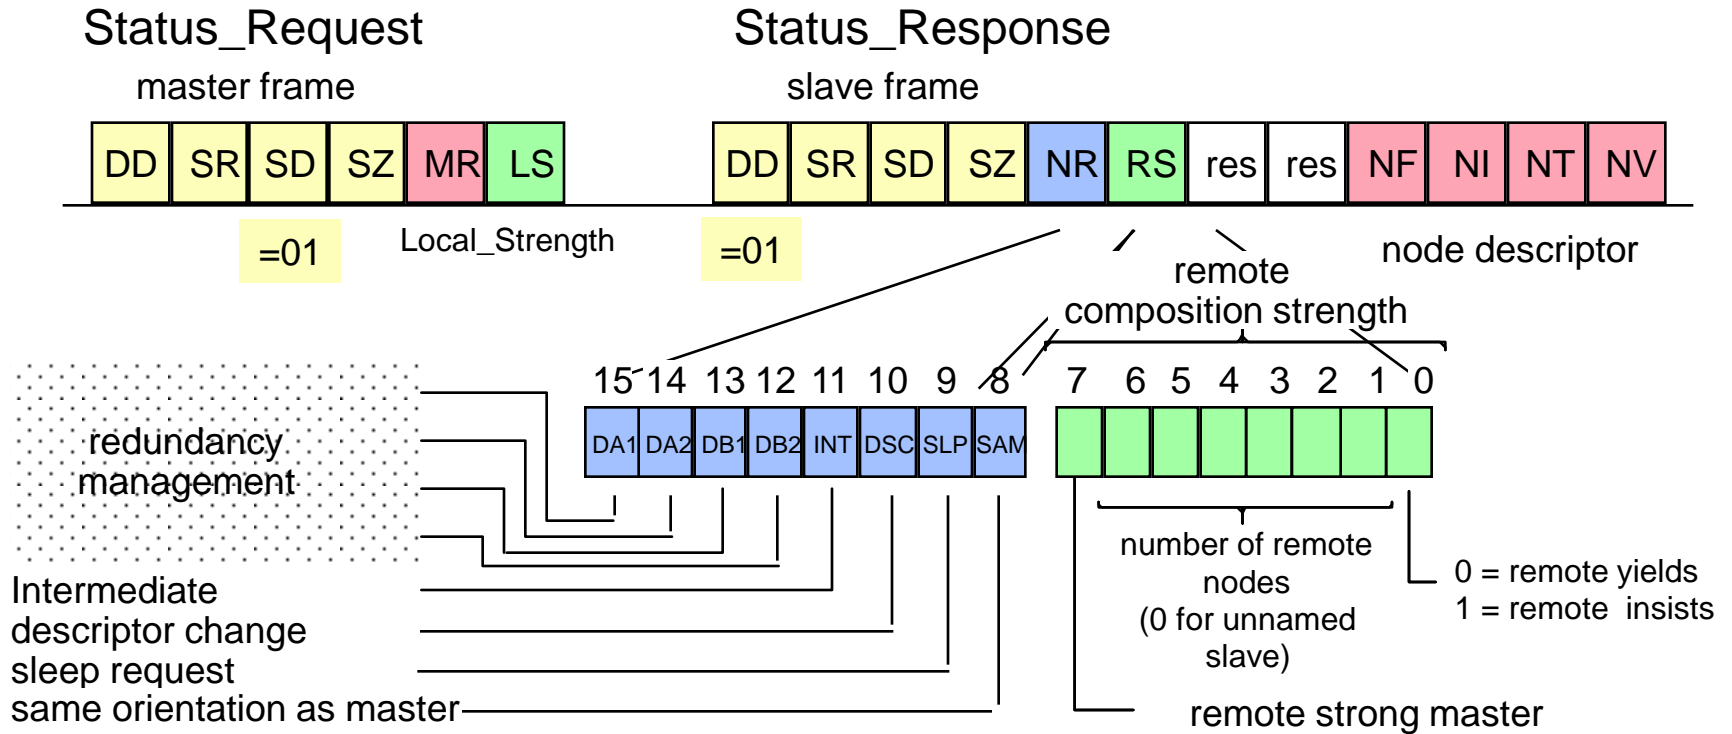 Status_Request Status_Response
master frame slave frame
DD SR SD SZ MR LS DD SR SD SZ NR RS res res NF NI NT NV
=01 Local_Strength =01 node descriptor
remote
composition strength
15 14 13 12 11 10 9 8 7 6 5 4 3 2 1 0
DA1 DA2 DB1 DB2 INT DSC SLP SAM
redundancy
management
number of remote
nodes
(0 for unnamed
slave)
0 = remote yields
1 = remote insists
Intermediate
descriptor change
sleep request
same orientation as master
remote strong master